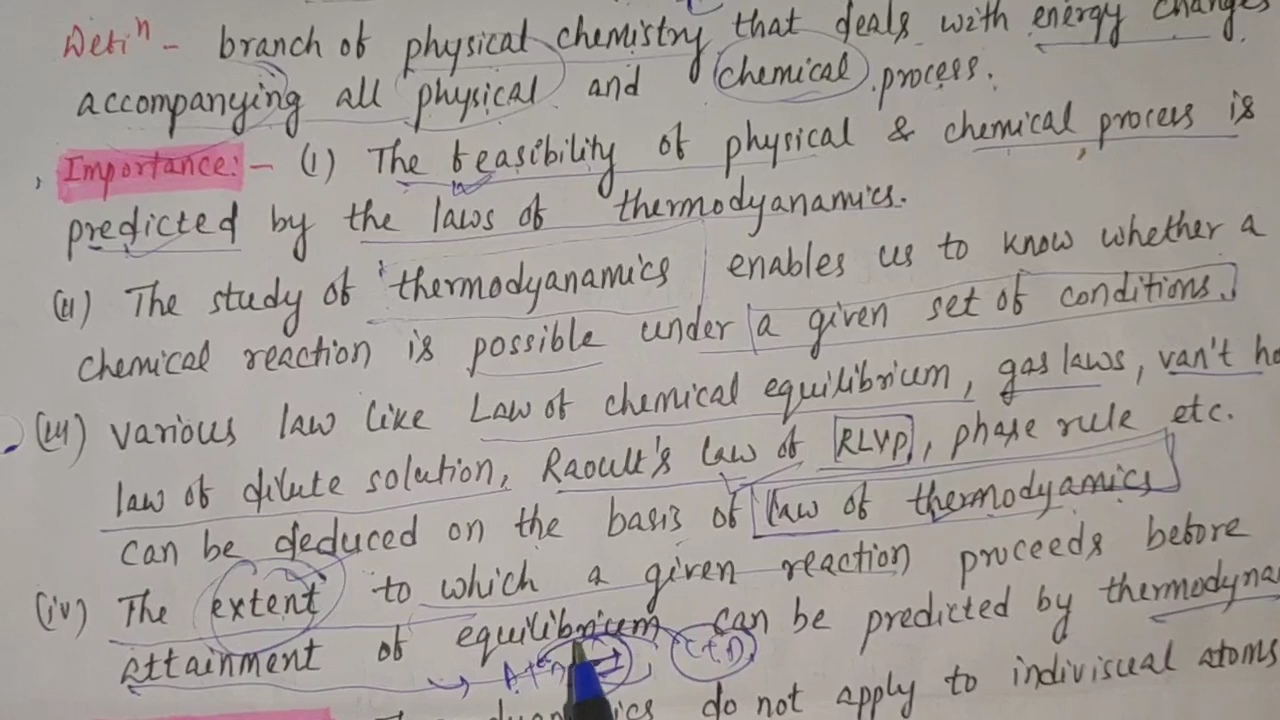 Defiⁿ - branch of physical chemistry that deals with energy changes
accompanying all physical and chemical process.
Importance:- (i) The feasibility of physical & chemical process is
predicted by the laws of thermodyanamics.
(ii) The study of thermodyanamics enables us to know whether a
chemical reaction is possible under a given set of conditions.
(iii) various law like Law of chemical equilibrium, gas laws, van't ho
law of dilute solution, Raoult's law of RLVP, phase rule etc.
can be deduced on the basis of law of thermodyamics
(iv) The extent to which a given reaction proceeds before
attainment of equilibrium can be predicted by thermodyna
A+ C+D
do not apply to indivisual atoms